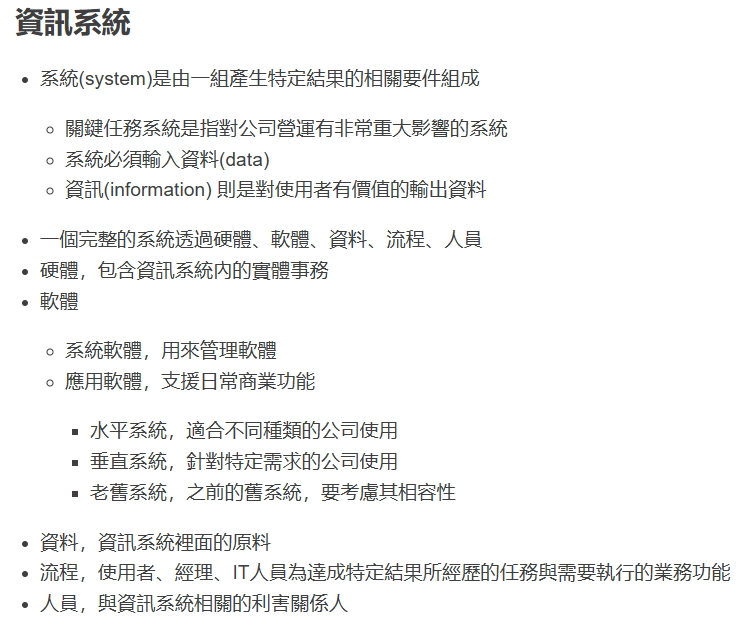 資訊系統
系統(system)是由一組產生特定結果的相關要件組成
關鍵任務系統是指對公司營運有非常重大影響的系統
系統必須輸入資料(data)
資訊(information) 則是對使用者有價值的輸出資料
一個完整的系統透過硬體、軟體、資料、流程、人員
硬體，包含資訊系統內的實體事務
軟體
系統軟體，用來管理軟體
應用軟體，支援日常商業功能
水平系統，適合不同種類的公司使用
垂直系統，針對特定需求的公司使用
老舊系統，之前的舊系統，要考慮其相容性
資料，資訊系統裡面的原料
流程，使用者、經理、IT人員為達成特定結果所經歷的任務與需要執行的業務功能
人員，與資訊系統相關的利害關係人